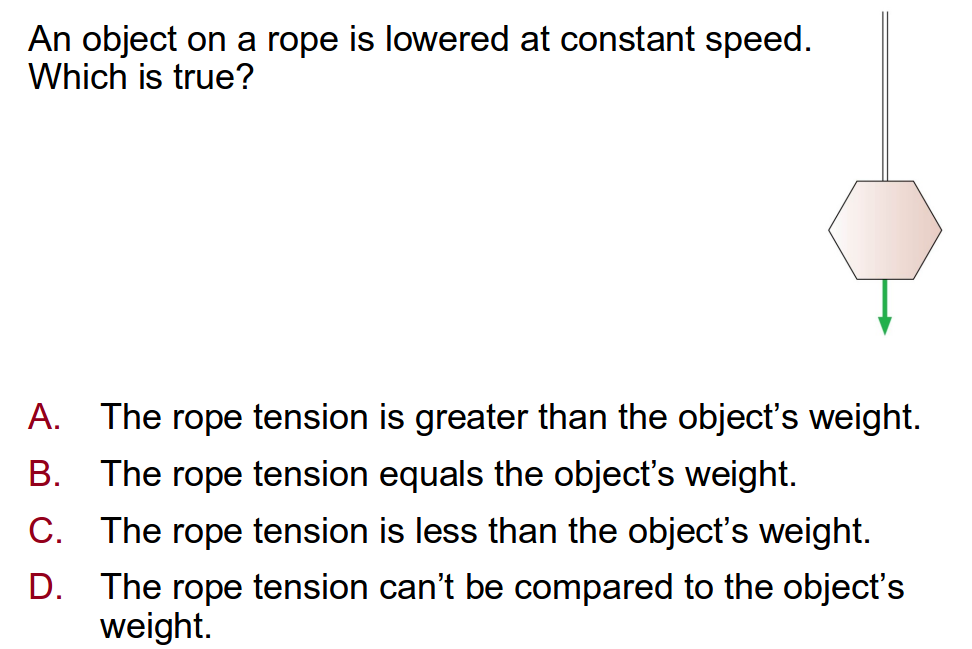 An object on a rope is lowered at constant speed.
Which is true?
A. The rope tension is greater than the object’s weight.
B. The rope tension equals the object’s weight.
C. The rope tension is less than the object’s weight.
D. The rope tension can’t be compared to the object’s
weight.